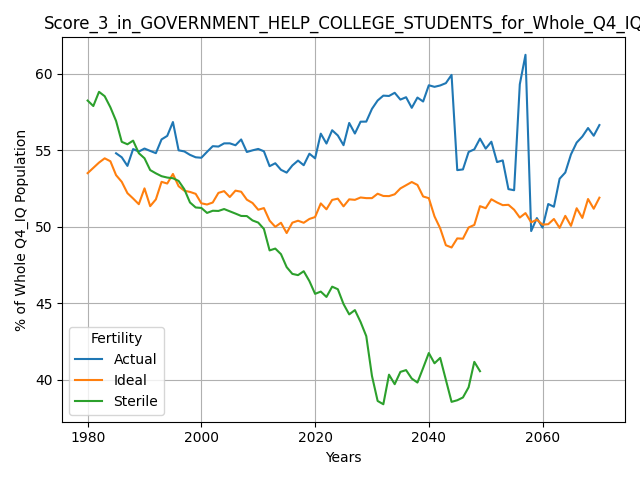 Score_3_in_GOVERNMENT_HELP_COLLEGE_STUDENTS_for_Whole_Q4_IQ
% of Whole Q4_IQ Population
60
55
50
45
40
Fertility
Actual
Ideal
Sterile
1980 2000 2020 2040 2060
Years